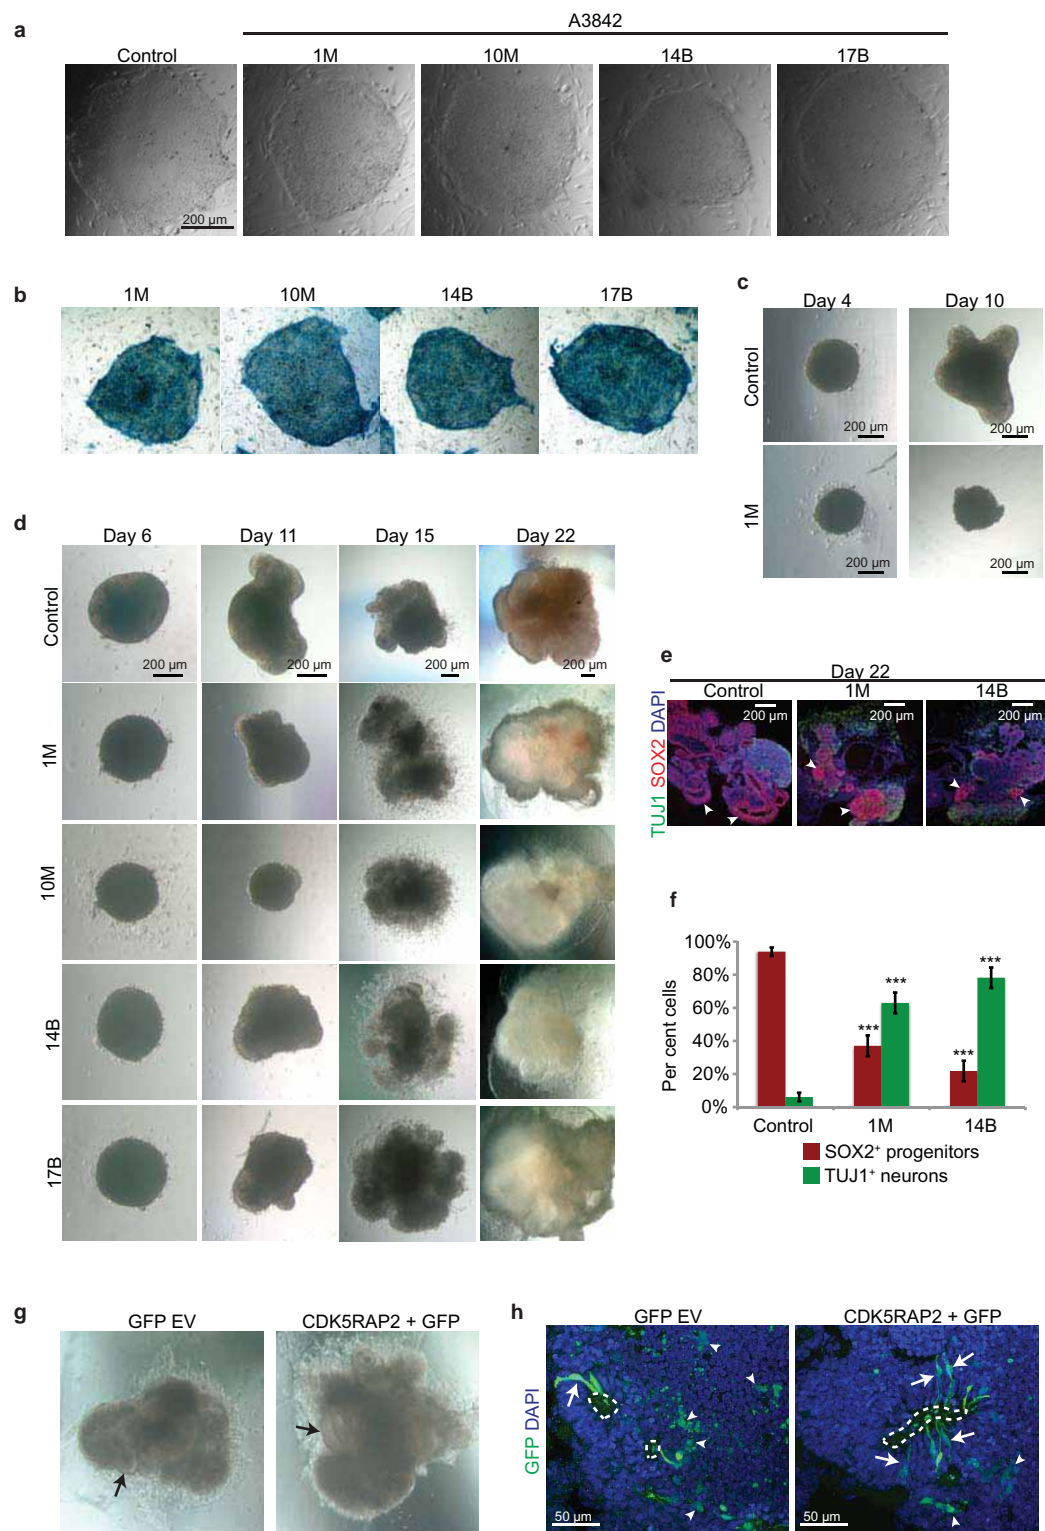 a
A3842
Control 1M 10M 14B 17B
200 µm
b
1M 10M 14B 17B
c
Day 4 Day 10
Control
200 µm 200 µm
1M
200 µm 200 µm
d
Day 6 Day 11 Day 15 Day 22
Control
200 µm 200 µm 200 µm 200 µm
1M
10M
14B
17B
e
Day 22
Control 1M 14B
200 µm 200 µm 200 µm
TUJ1 SOX2 DAPI
f
Per cent cells
100%
80%
60%
40%
20%
0%
*** *** *** ***
Control 1M 14B
SOX2⁺ progenitors
TUJ1⁺ neurons
g
GFP EV CDK5RAP2 + GFP
h
GFP EV CDK5RAP2 + GFP
GFP DAPI
50 µm 50 µm